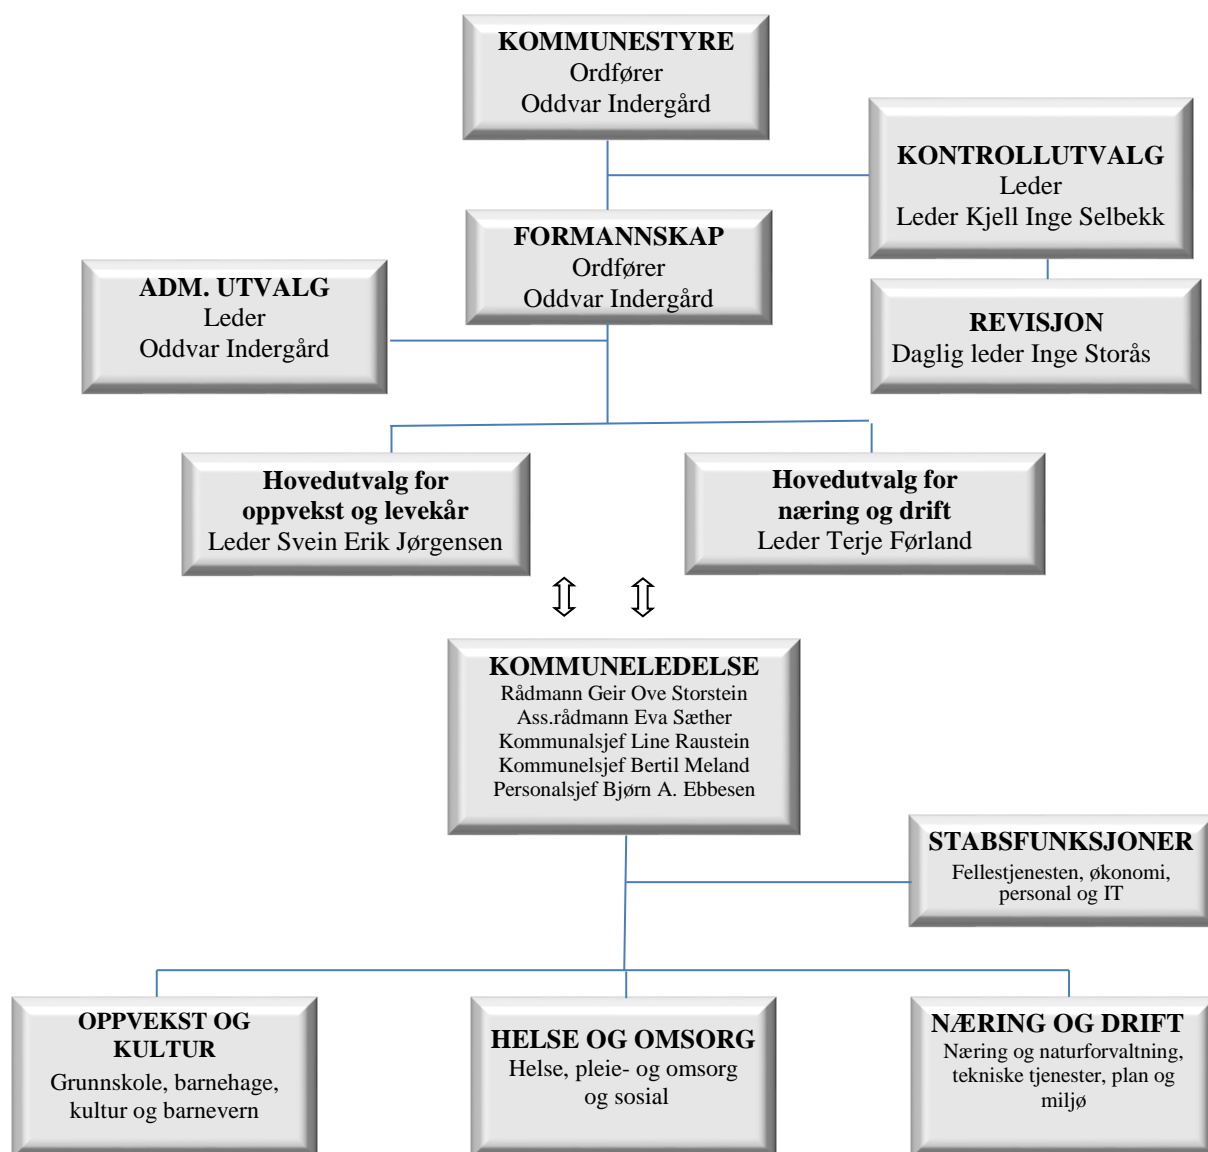 KOMMUNESTYRE
Ordfører
Oddvar Indergård
KONTROLLUTVALG
Leder
Leder Kjell Inge Selbekk
FORMANNSKAP
Ordfører
Oddvar Indergård
ADM. UTVALG
Leder
Oddvar Indergård
REVISJON
Daglig leder Inge Storås
Hovedutvalg for
oppvekst og levekår
Leder Svein Erik Jørgensen
Hovedutvalg for
næring og drift
Leder Terje Førland
KOMMUNELEDELSE
Rådmann Geir Ove Storstein
Ass.rådmann Eva Sæther
Kommunalsjef Line Raustein
Kommunelsjef Bertil Meland
Personalsjef Bjørn A. Ebbesen
STABSFUNKSJONER
Fellestjenesten, økonomi,
personal og IT
OPPVEKST OG
KULTUR
Grunnskole, barnehage,
kultur og barnevern
HELSE OG OMSORG
Helse, pleie- og omsorg
og sosial
NÆRING OG DRIFT
Næring og naturforvaltning,
tekniske tjenester, plan og
miljø